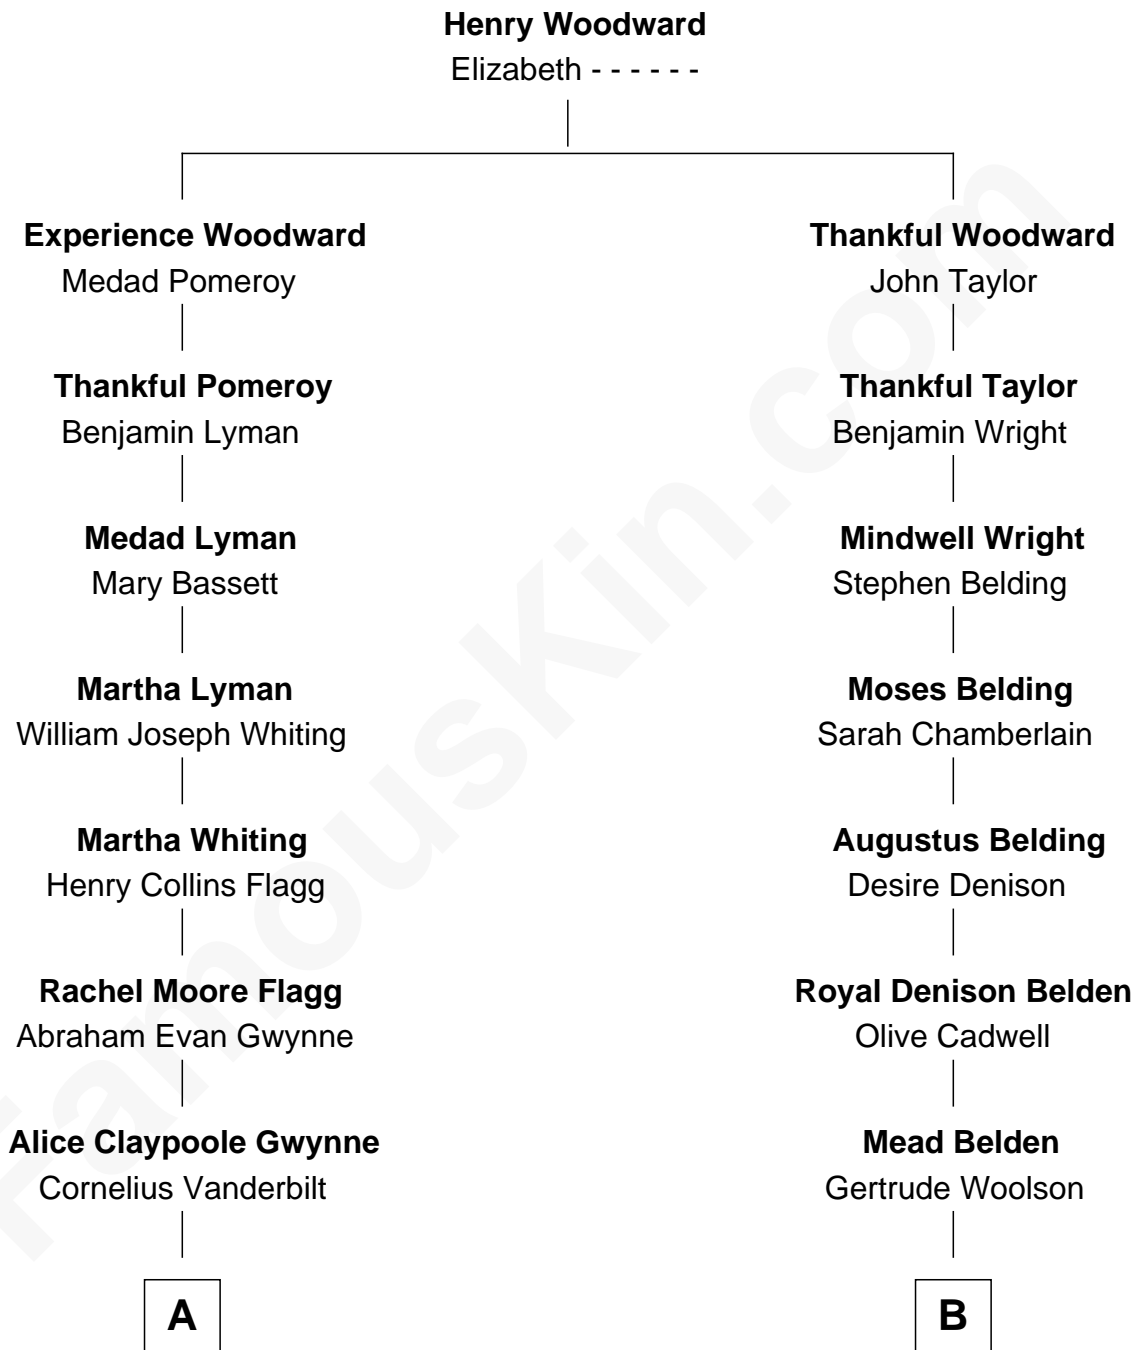 Henry Woodward
Elizabeth - - - - - -
Experience Woodward
Medad Pomeroy
Thankful Woodward
John Taylor
Thankful Pomeroy
Benjamin Lyman
Thankful Taylor
Benjamin Wright
Medad Lyman
Mary Bassett
Mindwell Wright
Stephen Belding
Martha Lyman
William Joseph Whiting
Moses Belding
Sarah Chamberlain
Martha Whiting
Henry Collins Flagg
Augustus Belding
Desire Denison
Rachel Moore Flagg
Abraham Evan Gwynne
Royal Denison Belden
Olive Cadwell
Alice Claypoole Gwynne
Cornelius Vanderbilt
Mead Belden
Gertrude Woolson
A
B
FamousKin.com